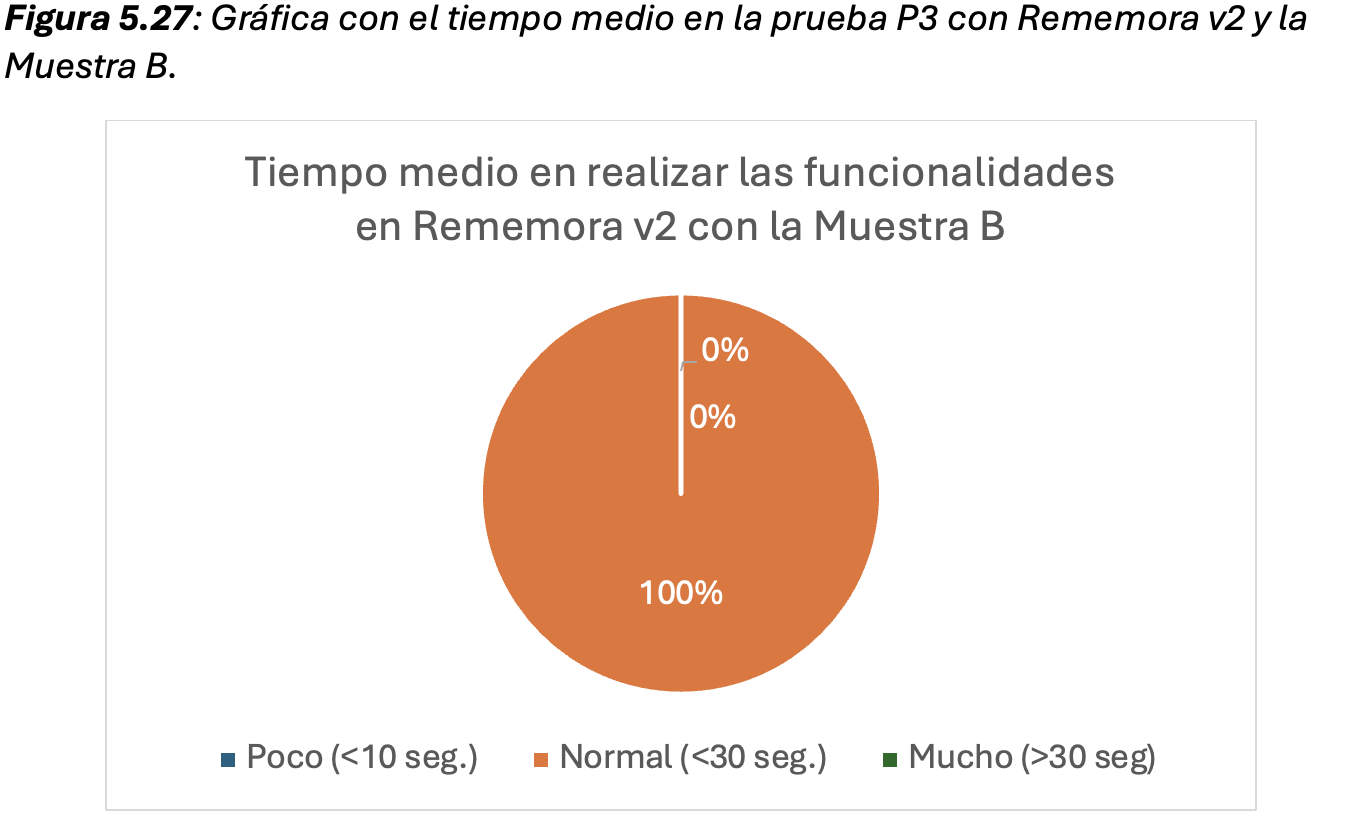 Figura 5.27: Gráfica con el tiempo medio en la prueba P3 con Rememora v2 y la
Muestra B.
Tiempo medio en realizar las funcionalidades
en Rememora v2 con la Muestra B
0%
0%
100%
Poco (<10 seg.) Normal (<30 seg.) Mucho (>30 seg)